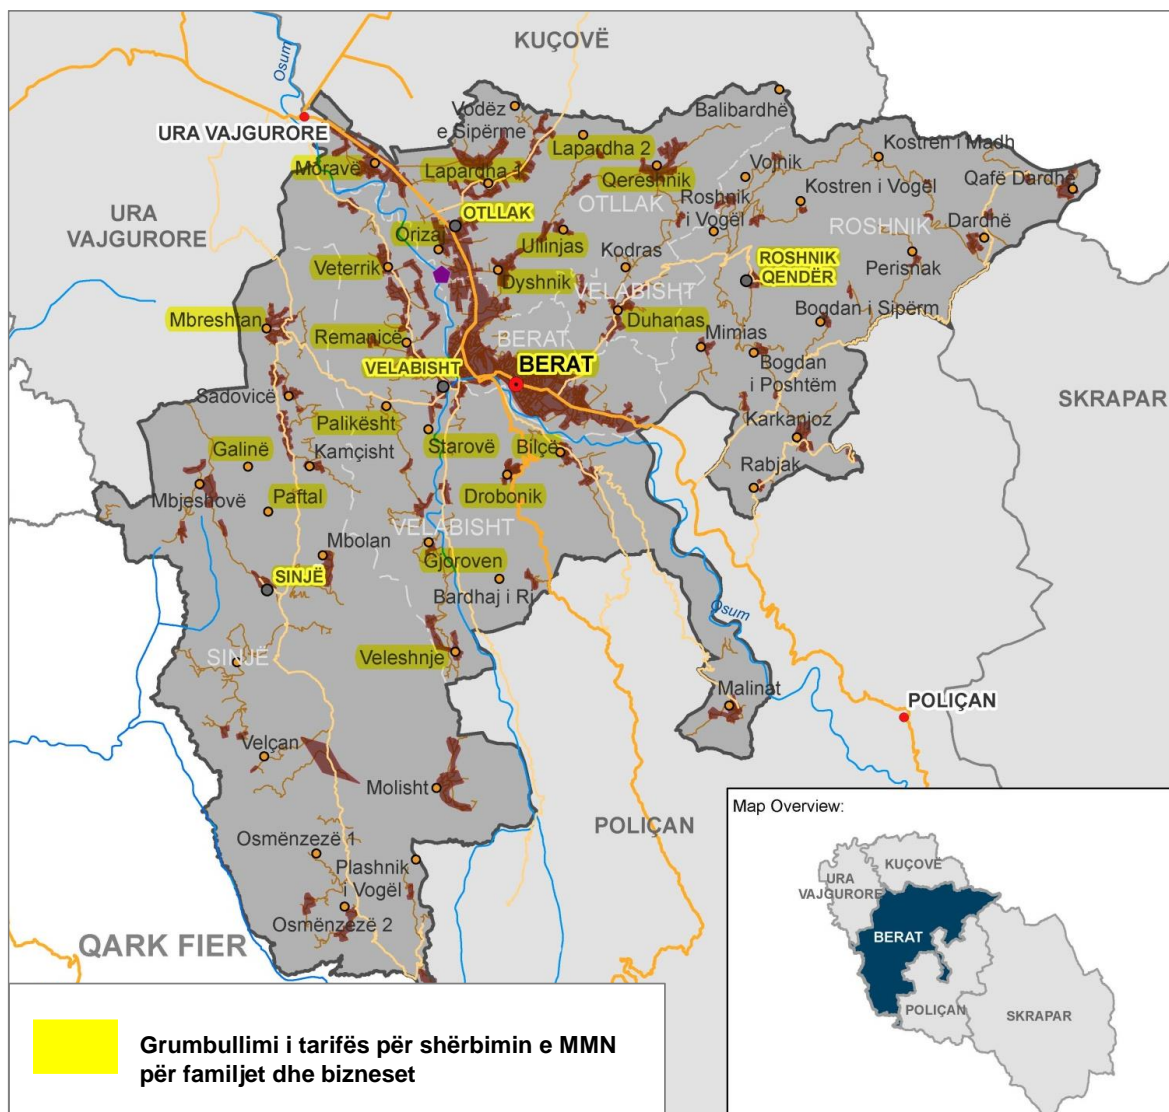 KUÇOVË
Osum
Vodëz
e Sipërme
Balibardhë
URA VAJGURORE
Moravë
Lapardha 1
Lapardha 2
Qereshnik
Vojnik
Kostren i Madh
Kostren i Vogël
Qafë Dardhë
URA
VAJGURORE
OTLLAK
OTLLAK
Roshnik
i Vogël
ROSHNIK
Dardhë
Orizaj
Ullinjas
Kodras
ROSHNIK
QENDËR
Perisnak
Veterrik
Dyshnik
VELABISHT
Mbreshtan
Remanicë
BERAT
Duhanas
Mimias
Bogdan i Sipërm
VELABISHT
BERAT
Bogdan
i Poshtëm
SKRAPAR
Sadovicë
Palikësht
Starovë
Bilçë
Karkanjoz
Galinë
Kamçisht
Drobonik
Rabjak
Mbjeshovë
Paftal
VELABISHT
Mbolan
Gjoroven
SINJË
Bardhaj i Ri
Osum
SINJË
Veleshnje
Malinat
POLIÇAN
Velçan
Molisht
POLIÇAN
Osmënzezë 1
Plashnik
i Vogël
Osmënzezë 2
QARK FIER
Grumbullimi i tarifës për shërbimin e MMN
për familjet dhe bizneset
Map Overview:
KUÇOVË
URA
VAJGURORE
BERAT
POLIÇAN
SKRAPAR